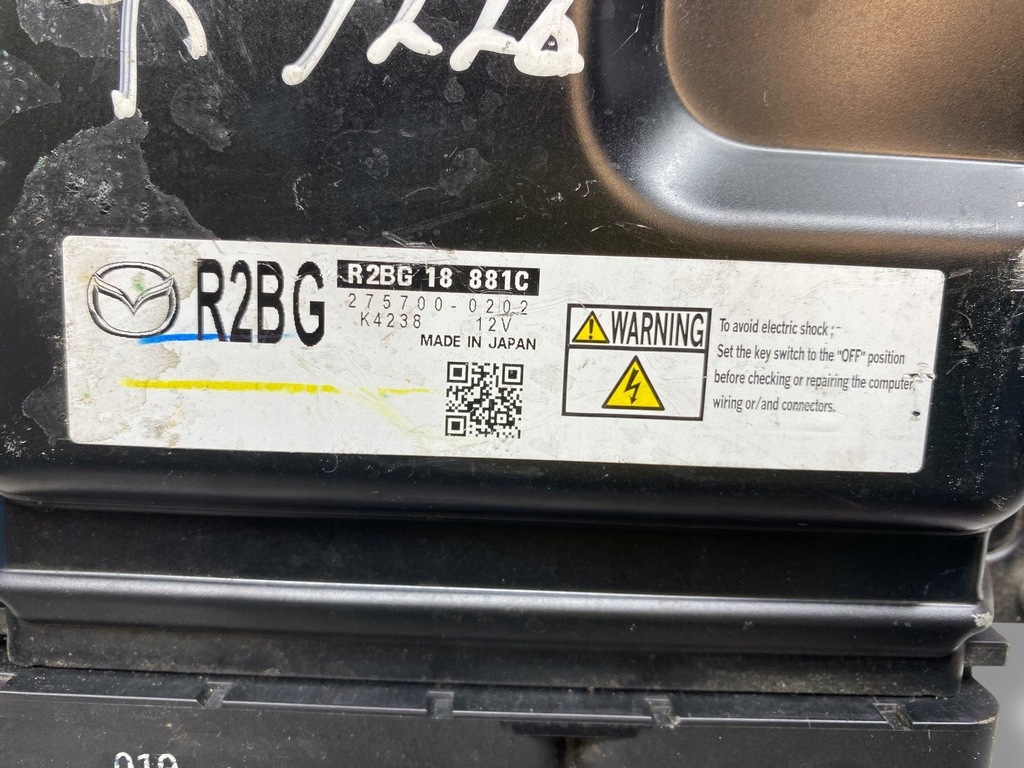 R2BG
R2BG 18 881C
275700-0202
K4238 12V
MADE IN JAPAN
WARNING
To avoid electric shock :
Set the key switch to the "OFF" position
before checking or repairing the computer,
wiring or/and connectors.